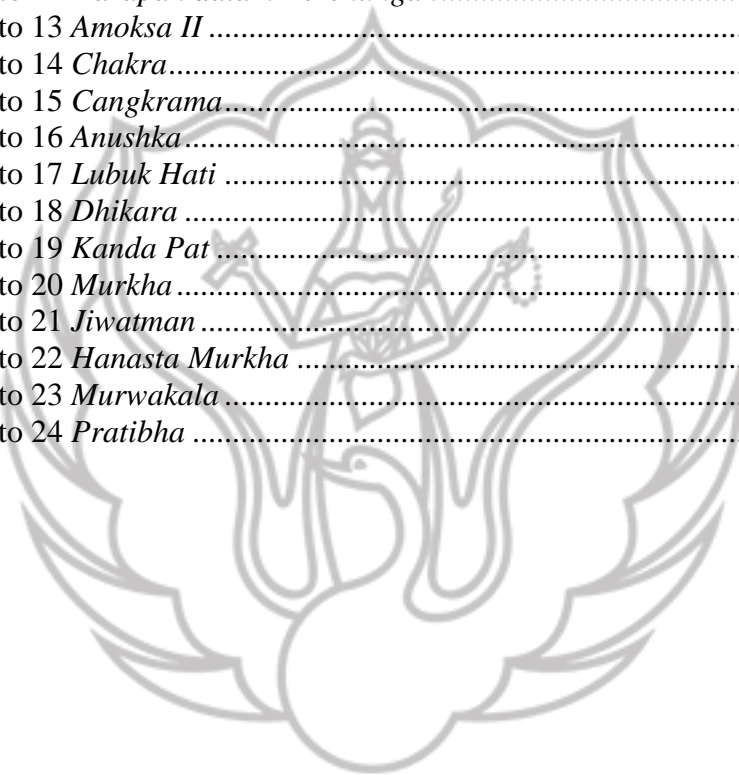 to 13 Amoksa II ..............................................................
to 14 Chakra...................................................................
to 15 Cangkrama................................................................
to 16 Anushka..................................................................
to 17 Lubuk Hati ..............................................................
to 18 Dhikara .................................................................
to 19 Kanda Pat ...............................................................
to 20 Murkha ..................................................................
to 21 Jiwatman ................................................................
to 22 Hanasta Murkha ..........................................................
to 23 Murwakala ...............................................................
to 24 Pratibha ................................................................